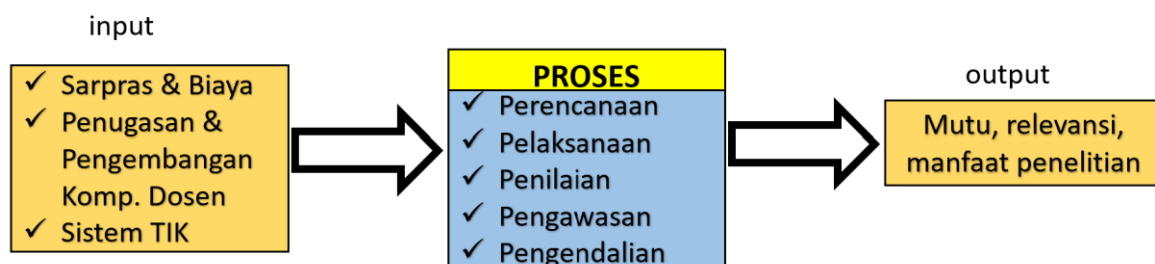 input
✓ Sarpras & Biaya
✓ Penugasan &
Pengembangan
Komp. Dosen
✓ Sistem TIK
PROSES
✓ Perencanaan
✓ Pelaksanaan
✓ Penilaian
✓ Pengawasan
✓ Pengendalian
output
Mutu, relevansi,
manfaat penelitian